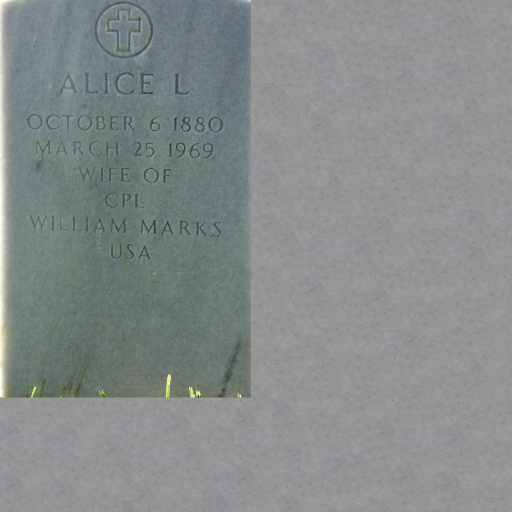 ALICE L
OCTOBER 6 1880
MARCH 25 1969
WIFE OF
CPL
WILLIAM MARKS
USA